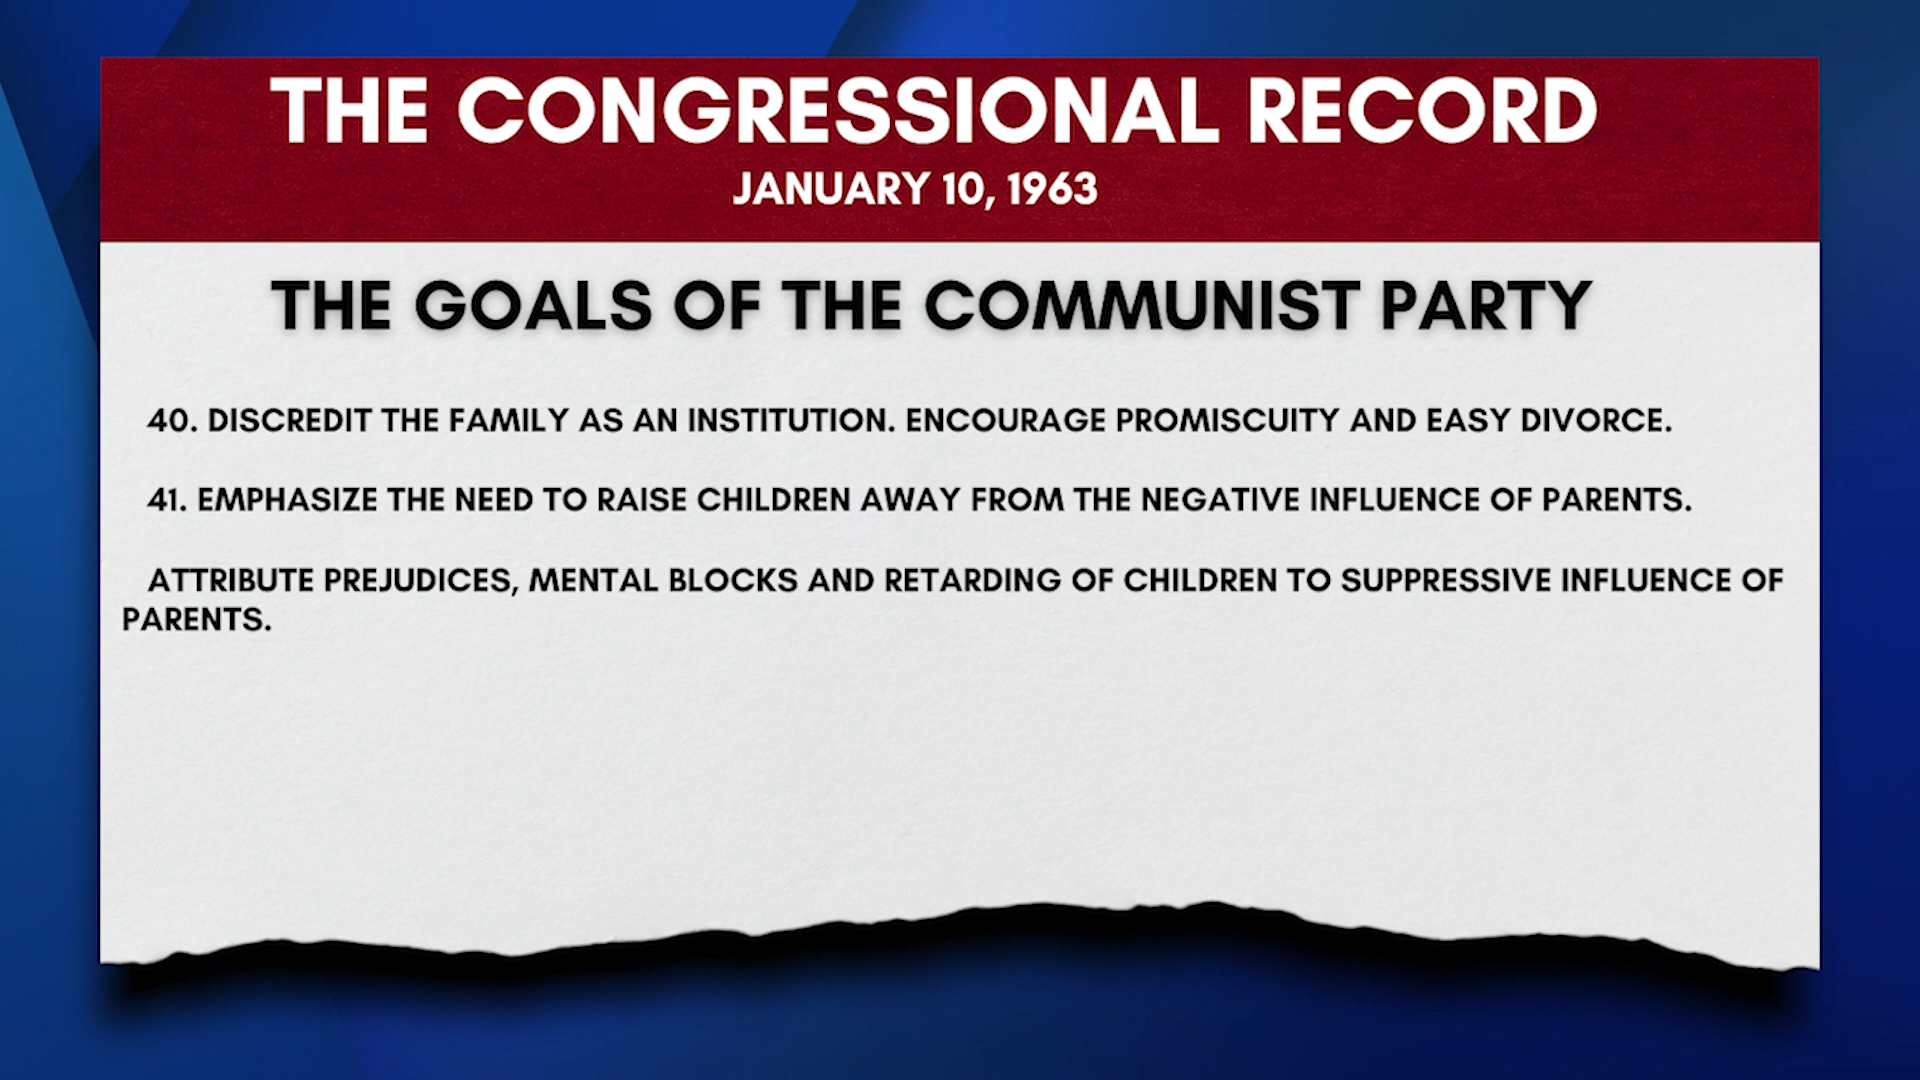 THE CONGRESSIONAL RECORD
JANUARY 10, 1963
THE GOALS OF THE COMMUNIST PARTY
40. DISCREDIT THE FAMILY AS AN INSTITUTION. ENCOURAGE PROMISCUITY AND EASY DIVORCE.
41. EMPHASIZE THE NEED TO RAISE CHILDREN AWAY FROM THE NEGATIVE INFLUENCE OF PARENTS.
ATTRIBUTE PREJUDICES, MENTAL BLOCKS AND RETARDING OF CHILDREN TO SUPPRESSIVE INFLUENCE OF
PARENTS.